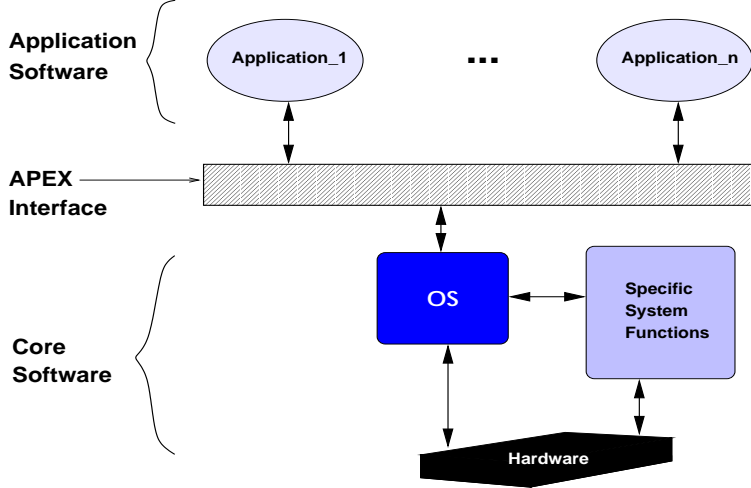 Application
Software
Application_1
...
Application_n
APEX
Interface
OS
Specific
System
Functions
Core
Software
Hardware